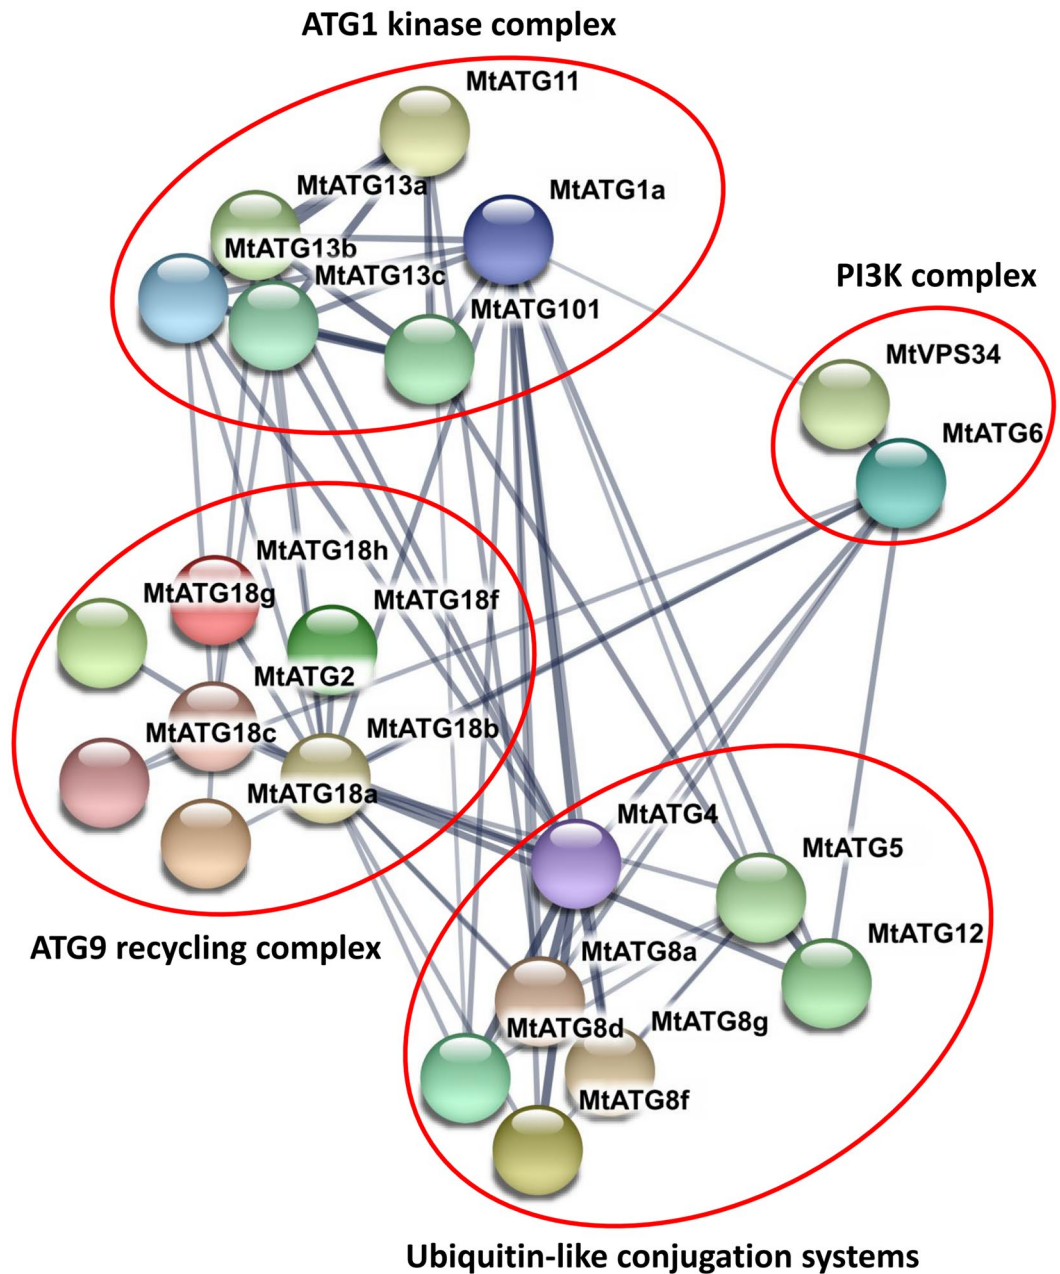 ATG1 kinase complex
MtATG11
MtATG13a
MtATG1a
MtATG13b
MtATG13c
MtATG101
PI3K complex
MtVPS34
MtATG6
MtATG18h
MtATG18g
MtATG18f
MtATG2
MtATG18c
MtATG18b
MtATG18a
ATG9 recycling complex
MtATG4
MtATG5
MtATG12
MtATG8a
MtATG8g
MtATG8d
MtATG8f
Ubiquitin-like conjugation systems